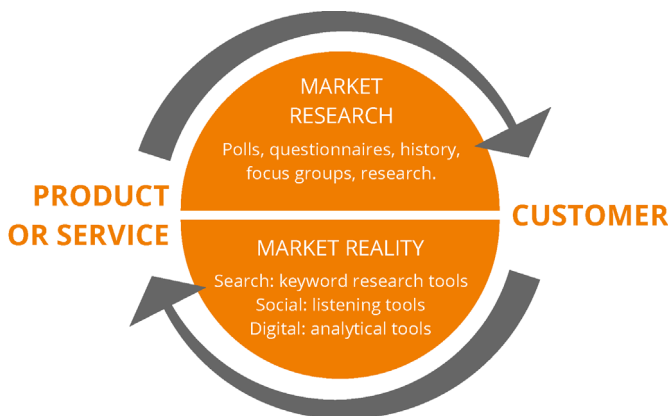 MARKET
RESEARCH
Polls, questionnaires, history,
focus groups, research.
PRODUCT
OR SERVICE
CUSTOMER
MARKET REALITY
Search: keyword research tools
Social: listening tools
Digital: analytical tools